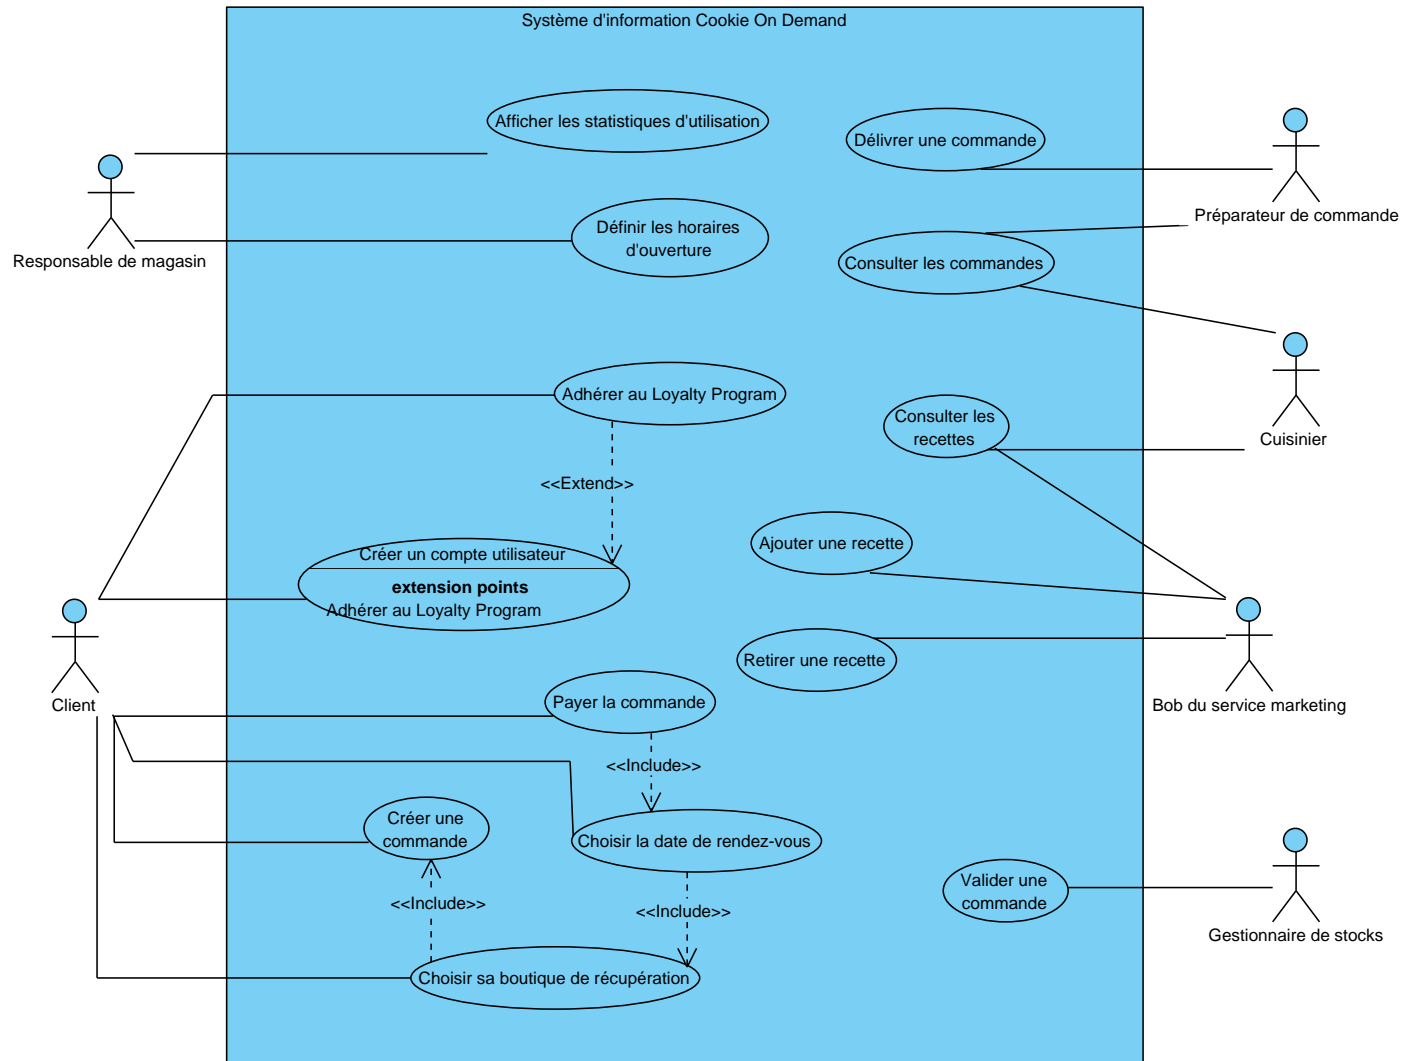 Système d'information Cookie On Demand
Afficher les statistiques d'utilisation
Délivrer une commande
Préparateur de commande
Responsable de magasin
Définir les horaires
d'ouverture
Consulter les commandes
Adhérer au Loyalty Program
Consulter les
recettes
Cuisinier
<<Extend>>
Créer un compte utilisateur
extension points
Adhérer au Loyalty Program
Ajouter une recette
Retirer une recette
Client
Payer la commande
Bob du service marketing
<<Include>>
Créer une
commande
Choisir la date de rendez-vous
<<Include>>
<<Include>>
Valider une
commande
Gestionnaire de stocks
Choisir sa boutique de récupération